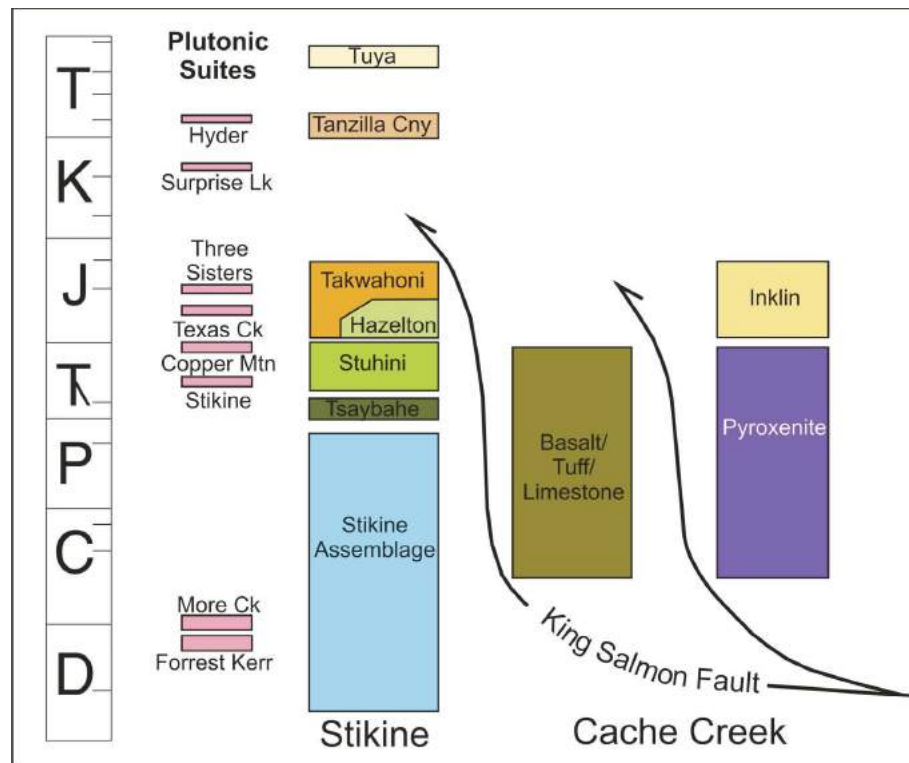 T
K
J
T
P
C
D
Plutonic
Suites
Hyder
Surprise Lk
Three
Sisters
Texas Ck
Copper Mtn
Stikine
More Ck
Forrest Kerr
Tuya
Tanzilla Cny
Takwahoni
Hazelton
Stuhini
Tsaybahe
Stikine
Assemblage
Stikine
Basalt/
Tuff/
Limestone
King Salmon Fault
Inklin
Pyroxenite
Cache Creek